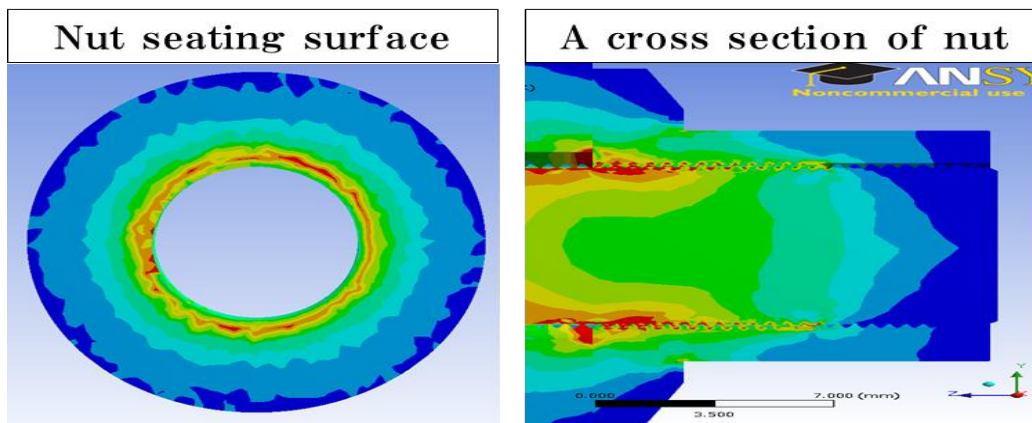 Nut seating surface
A cross section of nut
ANSY
Noncommercial use
Y
Z
0.000
7.000 (mm)
3.500